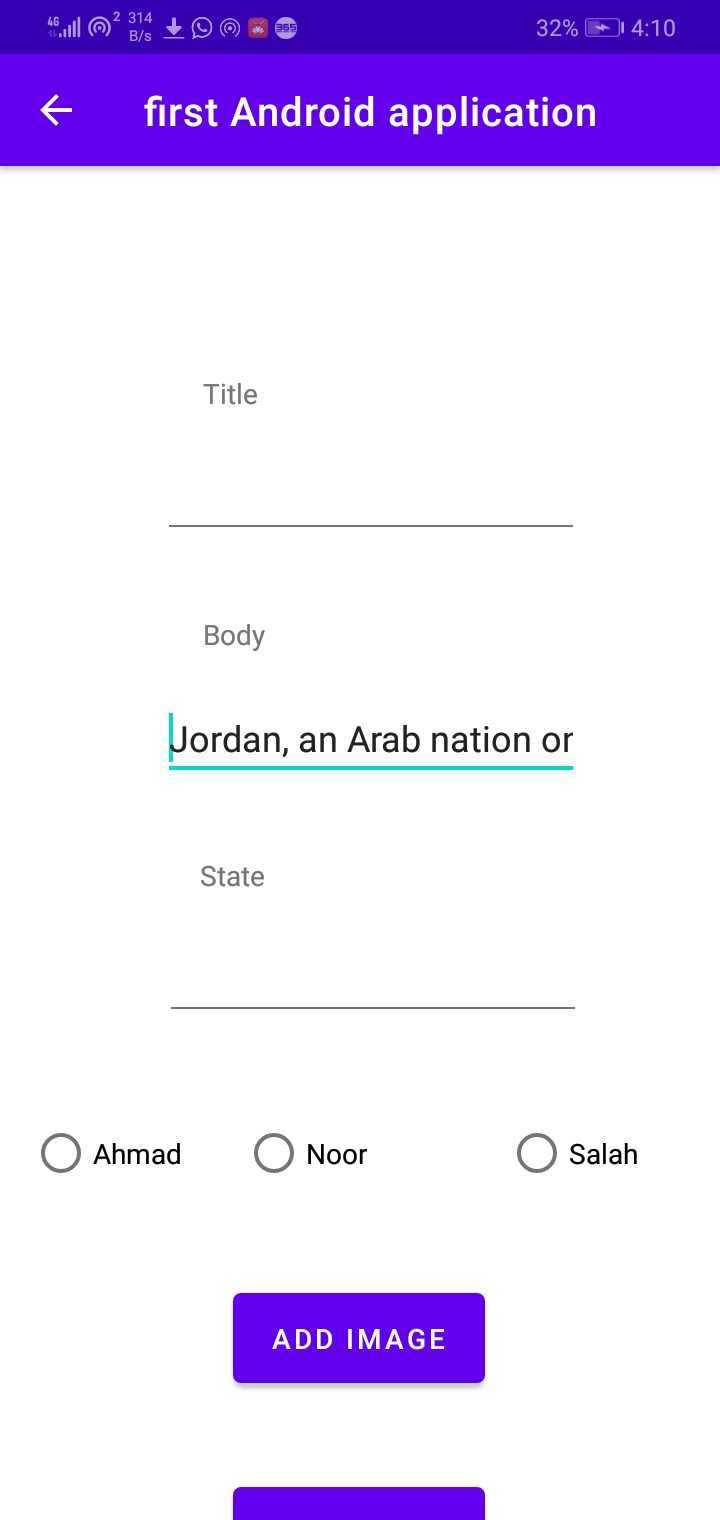 4G 2 314 B/s 365 32% 4:10
first Android application
Title
Body
Jordan, an Arab nation or
State
Ahmad Noor Salah
ADD IMAGE